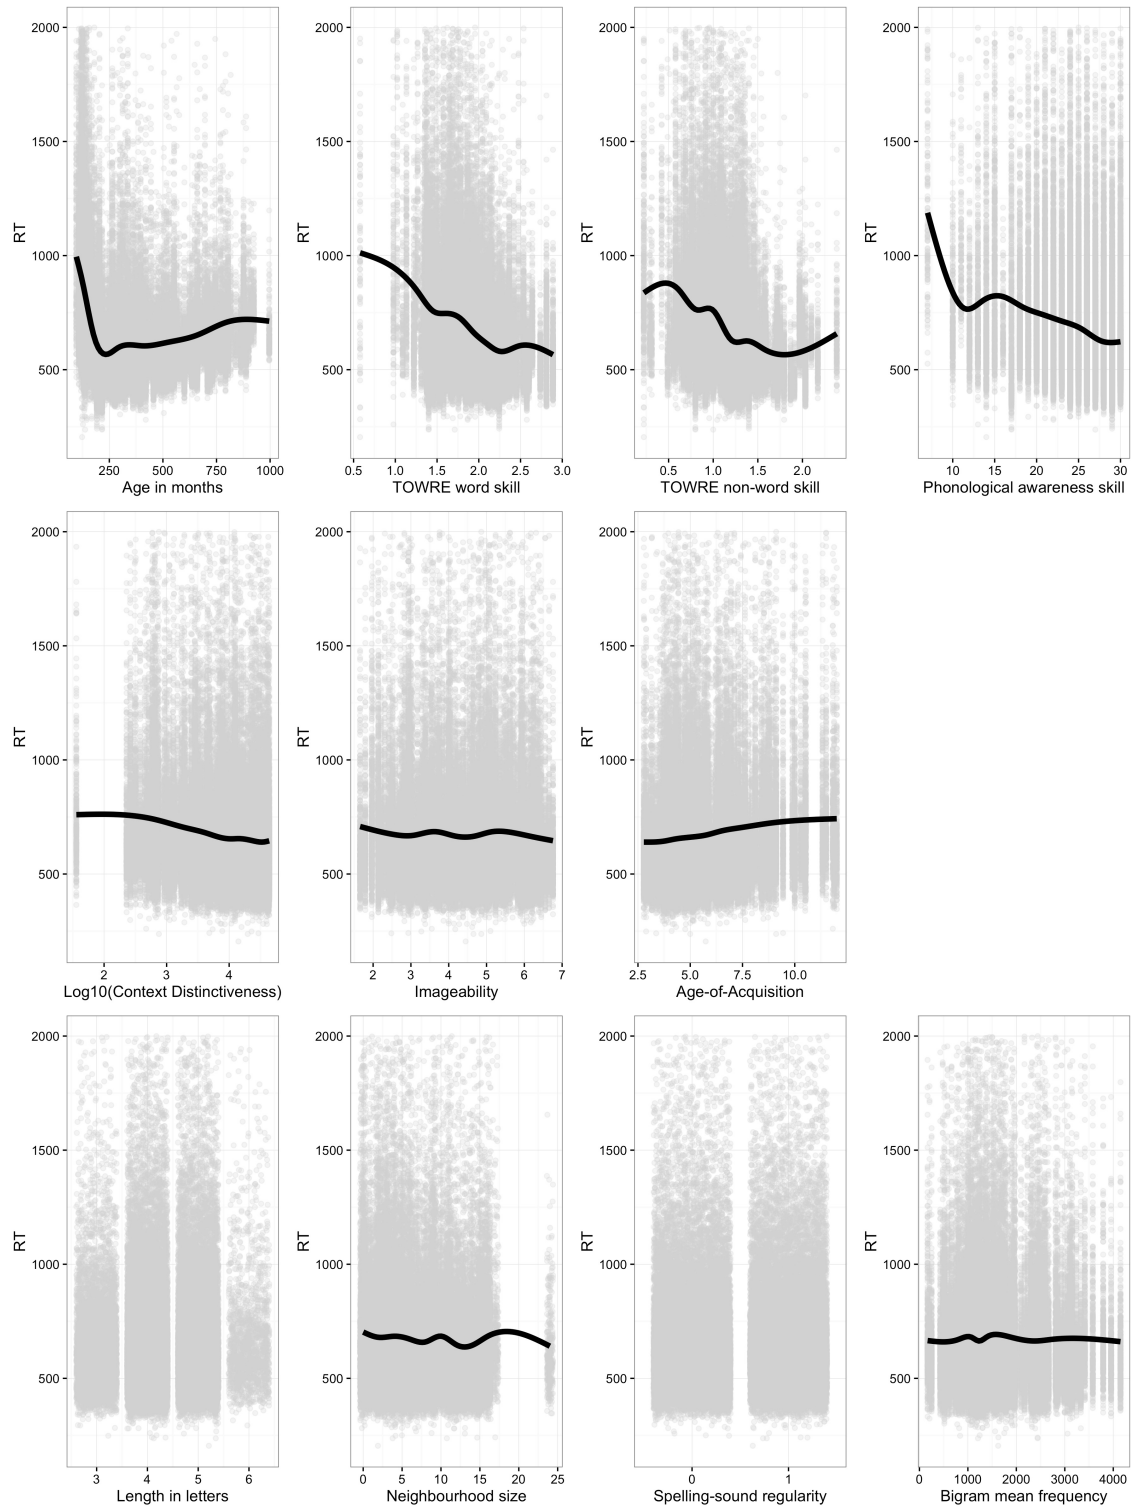 2000
1500
1000
500
RT
250 500 750 1000
Age in months
2000
1500
1000
500
RT
0.5 1.0 1.5 2.0 2.5 3.0
TOWRE word skill
2000
1500
1000
500
RT
0.5 1.0 1.5 2.0
TOWRE non-word skill
2000
1500
1000
500
RT
10 15 20 25 30
Phonological awareness skill
2000
1500
1000
500
RT
2 3 4
Log10(Context Distinctiveness)
2000
1500
1000
500
RT
2 3 4 5 6 7
Imageability
2000
1500
1000
500
RT
2.5 5.0 7.5 10.0
Age-of-Acquisition
2000
1500
1000
500
RT
3 4 5 6
Length in letters
2000
1500
1000
500
RT
0 5 10 15 20 25
Neighbourhood size
2000
1500
1000
500
RT
0 1
Spelling-sound regularity
2000
1500
1000
500
RT
0 1000 2000 3000 4000
Bigram mean frequency